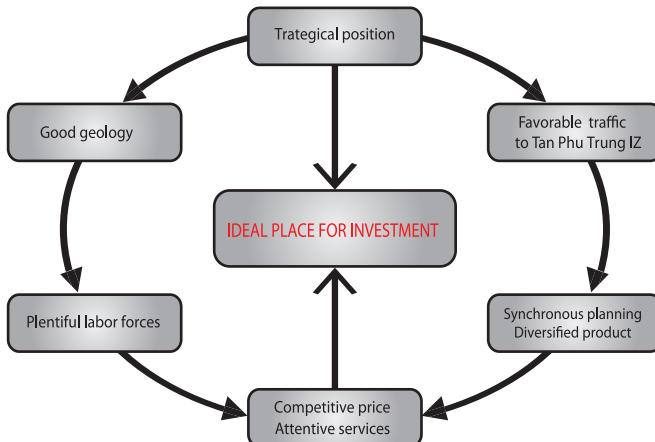 Trategical position
Good geology
Favorable traffic
to Tan Phu Trung IZ
IDEAL PLACE FOR INVESTMENT
Plentiful labor forces
Synchronous planning
Diversified product
Competitive price
Attentive services